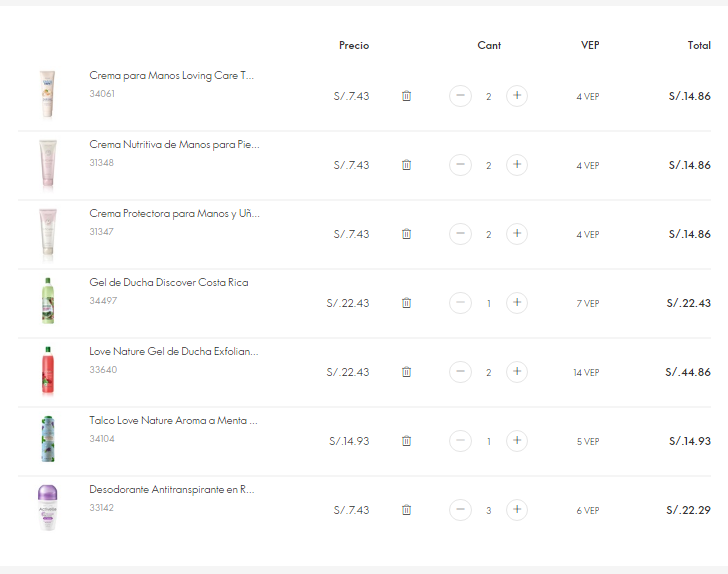 Precio Cant VEP Total
Crema para Manos Loving Care T...
34061
S/.7.43 2 4 VEP S/.14.86
Crema Nutritiva de Manos para Pie...
31348
S/.7.43 2 4 VEP S/.14.86
Crema Protectora para Manos y Uñ...
31347
S/.7.43 2 4 VEP S/.14.86
Gel de Ducha Discover Costa Rica
34497
S/.22.43 1 7 VEP S/.22.43
Love Nature Gel de Ducha Exfolian...
33640
S/.22.43 2 14 VEP S/.44.86
Talco Love Nature Aroma a Menta ...
34104
S/.14.93 1 5 VEP S/.14.93
Desodorante Antitranspirante en R...
33142
S/.7.43 3 6 VEP S/.22.29